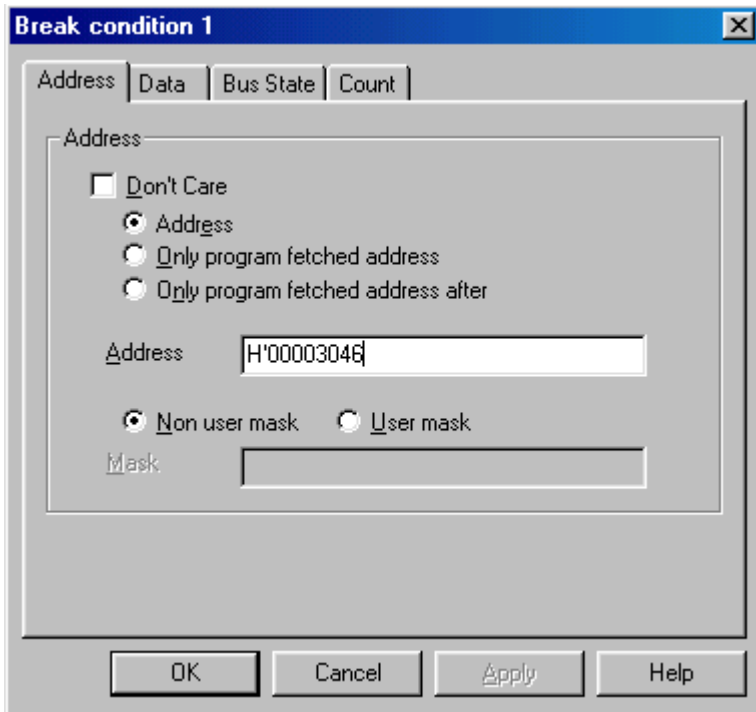 Break condition 1
Address Data Bus State Count
Address
Don't Care
Address
Only program fetched address
Only program fetched address after
Address H'00003046
Non user mask User mask
Mask
OK Cancel Apply Help